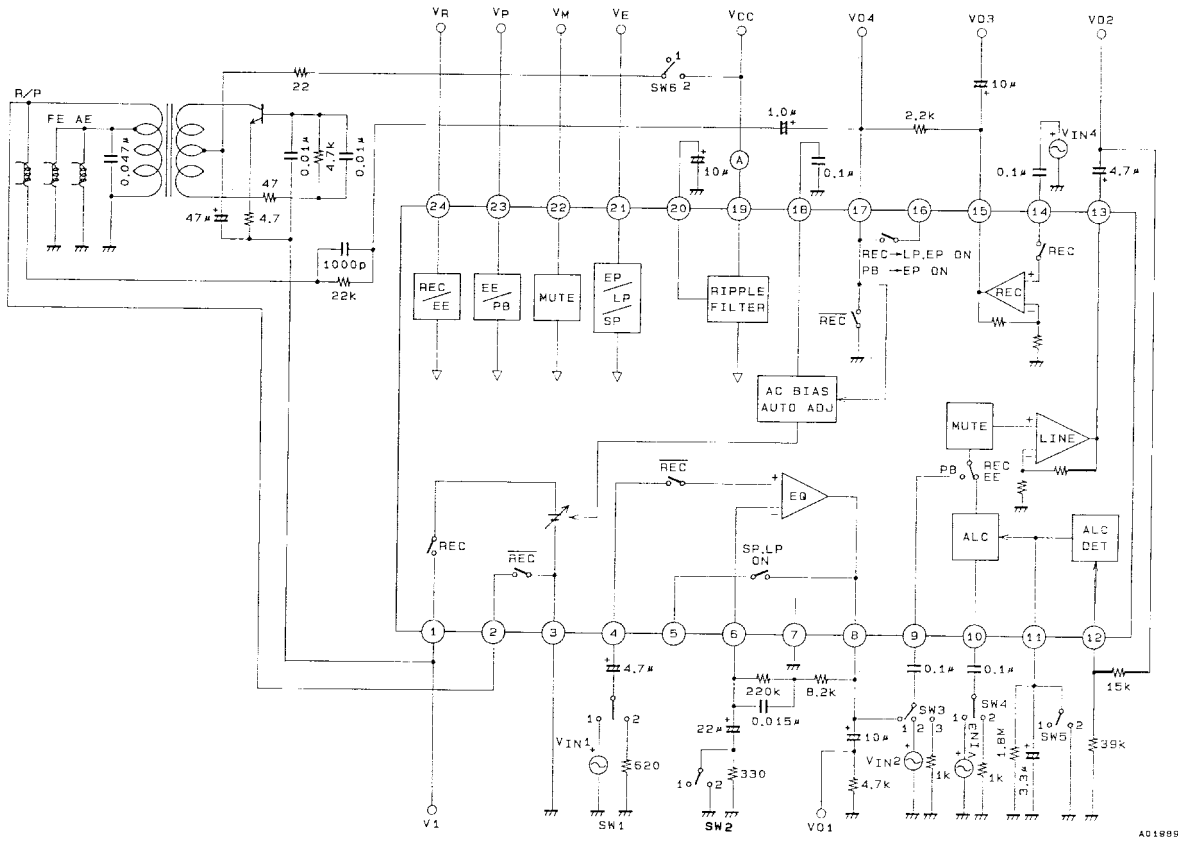 VR VP VM VE VCC VO4 VO3 VO2
22
1
SW6 2
R/P
FE AE
0.047μ
0.01μ
4.7k
0.01μ
47
47μ
4.7
1000p
22k
1.0μ
+
2.2k
10μ
+
10μ
+
A
0.1μ
0.1μ
VIN4
+
4.7μ
+
24 23 22 21 20 19 18 17 16 15 14 13
REC→LP,EP ON
PB →EP ON
REC/EE
EE/PB
MUTE
EP/LP/SP
RIPPLE
FILTER
REC
REC
+
REC
−
AC BIAS
AUTO ADJ
MUTE
+
LINE
−
PB
REC
EE
ALC
ALC
DET
REC
+
EQ
−
SP,LP
ON
REC
REC
1 2 3 4 5 6 7 8 9 10 11 12
4.7μ
220k
8.2k
0.015μ
22μ
+
10μ
+
0.1μ
0.1μ
15k
SW3
1 2 3
SW4
1 2
1 2
SW5
1 2
VIN1
+
620
1 2
330
4.7k
VIN2
+
1k
VIN3
+
1k
1.8M
3.3μ
+
39k
V1
SW1
SW2
VO1
A01889